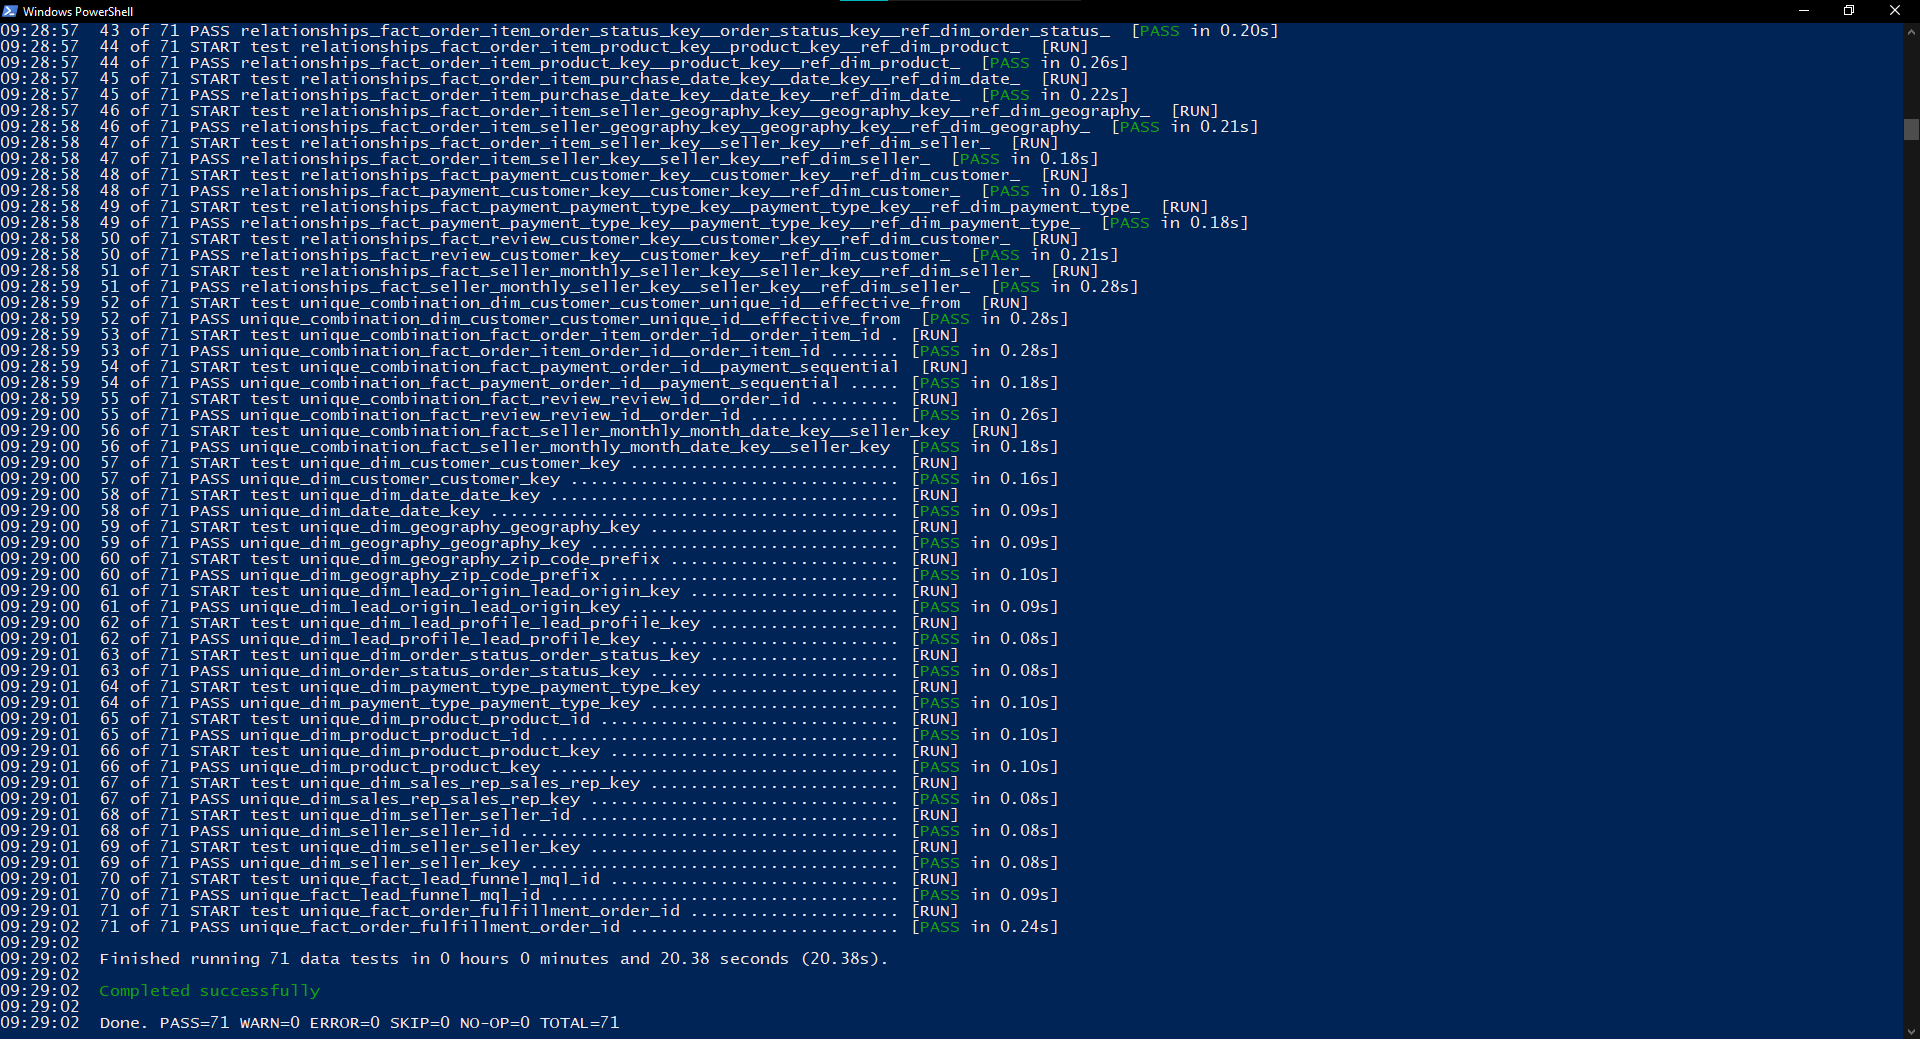 Windows PowerShell
09:28:57  43 of 71 PASS relationships_fact_order_item_order_status_key__order_status_key__ref_dim_order_status_  [PASS in 0.20s]
09:28:57  44 of 71 START test relationships_fact_order_item_product_key__product_key__ref_dim_product_  [RUN]
09:28:57  44 of 71 PASS relationships_fact_order_item_product_key__product_key__ref_dim_product_  [PASS in 0.26s]
09:28:57  45 of 71 START test relationships_fact_order_item_purchase_date_key__date_key__ref_dim_date_  [RUN]
09:28:57  45 of 71 PASS relationships_fact_order_item_purchase_date_key__date_key__ref_dim_date_  [PASS in 0.22s]
09:28:57  46 of 71 START test relationships_fact_order_item_seller_geography_key__geography_key__ref_dim_geography_  [RUN]
09:28:58  46 of 71 PASS relationships_fact_order_item_seller_geography_key__geography_key__ref_dim_geography_  [PASS in 0.21s]
09:28:58  47 of 71 START test relationships_fact_order_item_seller_key__seller_key__ref_dim_seller_  [RUN]
09:28:58  47 of 71 PASS relationships_fact_order_item_seller_key__seller_key__ref_dim_seller_  [PASS in 0.18s]
09:28:58  48 of 71 START test relationships_fact_payment_customer_key__customer_key__ref_dim_customer_  [RUN]
09:28:58  48 of 71 PASS relationships_fact_payment_customer_key__customer_key__ref_dim_customer_  [PASS in 0.18s]
09:28:58  49 of 71 START test relationships_fact_payment_payment_type_key__payment_type_key__ref_dim_payment_type_  [RUN]
09:28:58  49 of 71 PASS relationships_fact_payment_payment_type_key__payment_type_key__ref_dim_payment_type_  [PASS in 0.18s]
09:28:58  50 of 71 START test relationships_fact_review_customer_key__customer_key__ref_dim_customer_  [RUN]
09:28:58  50 of 71 PASS relationships_fact_review_customer_key__customer_key__ref_dim_customer_  [PASS in 0.21s]
09:28:58  51 of 71 START test relationships_fact_seller_monthly_seller_key__seller_key__ref_dim_seller_  [RUN]
09:28:59  51 of 71 PASS relationships_fact_seller_monthly_seller_key__seller_key__ref_dim_seller_  [PASS in 0.28s]
09:28:59  52 of 71 START test unique_combination_dim_customer_customer_unique_id__effective_from  [RUN]
09:28:59  52 of 71 PASS unique_combination_dim_customer_customer_unique_id__effective_from  [PASS in 0.28s]
09:28:59  53 of 71 START test unique_combination_fact_order_item_order_id__order_item_id . [RUN]
09:28:59  53 of 71 PASS unique_combination_fact_order_item_order_id__order_item_id ....... [PASS in 0.28s]
09:28:59  54 of 71 START test unique_combination_fact_payment_order_id__payment_sequential  [RUN]
09:28:59  54 of 71 PASS unique_combination_fact_payment_order_id__payment_sequential ..... [PASS in 0.18s]
09:28:59  55 of 71 START test unique_combination_fact_review_review_id__order_id ......... [RUN]
09:29:00  55 of 71 PASS unique_combination_fact_review_review_id__order_id ............... [PASS in 0.26s]
09:29:00  56 of 71 START test unique_combination_fact_seller_monthly_month_date_key__seller_key  [RUN]
09:29:00  56 of 71 PASS unique_combination_fact_seller_monthly_month_date_key__seller_key  [PASS in 0.18s]
09:29:00  57 of 71 START test unique_dim_customer_customer_key ........................... [RUN]
09:29:00  57 of 71 PASS unique_dim_customer_customer_key ................................. [PASS in 0.16s]
09:29:00  58 of 71 START test unique_dim_date_date_key ................................... [RUN]
09:29:00  58 of 71 PASS unique_dim_date_date_key ......................................... [PASS in 0.09s]
09:29:00  59 of 71 START test unique_dim_geography_geography_key ......................... [RUN]
09:29:00  59 of 71 PASS unique_dim_geography_geography_key ............................... [PASS in 0.09s]
09:29:00  60 of 71 START test unique_dim_geography_zip_code_prefix ....................... [RUN]
09:29:00  60 of 71 PASS unique_dim_geography_zip_code_prefix ............................. [PASS in 0.10s]
09:29:00  61 of 71 START test unique_dim_lead_origin_lead_origin_key ..................... [RUN]
09:29:00  61 of 71 PASS unique_dim_lead_origin_lead_origin_key ........................... [PASS in 0.09s]
09:29:00  62 of 71 START test unique_dim_lead_profile_lead_profile_key ................... [RUN]
09:29:01  62 of 71 PASS unique_dim_lead_profile_lead_profile_key ......................... [PASS in 0.08s]
09:29:01  63 of 71 START test unique_dim_order_status_order_status_key ................... [RUN]
09:29:01  63 of 71 PASS unique_dim_order_status_order_status_key ......................... [PASS in 0.08s]
09:29:01  64 of 71 START test unique_dim_payment_type_payment_type_key ................... [RUN]
09:29:01  64 of 71 PASS unique_dim_payment_type_payment_type_key ......................... [PASS in 0.10s]
09:29:01  65 of 71 START test unique_dim_product_product_id .............................. [RUN]
09:29:01  65 of 71 PASS unique_dim_product_product_id .................................... [PASS in 0.10s]
09:29:01  66 of 71 START test unique_dim_product_product_key ............................. [RUN]
09:29:01  66 of 71 PASS unique_dim_product_product_key ................................... [PASS in 0.10s]
09:29:01  67 of 71 START test unique_dim_sales_rep_sales_rep_key ......................... [RUN]
09:29:01  67 of 71 PASS unique_dim_sales_rep_sales_rep_key ............................... [PASS in 0.08s]
09:29:01  68 of 71 START test unique_dim_seller_seller_id ................................ [RUN]
09:29:01  68 of 71 PASS unique_dim_seller_seller_id ...................................... [PASS in 0.08s]
09:29:01  69 of 71 START test unique_dim_seller_seller_key ............................... [RUN]
09:29:01  69 of 71 PASS unique_dim_seller_seller_key ..................................... [PASS in 0.08s]
09:29:01  70 of 71 START test unique_fact_lead_funnel_mql_id ............................. [RUN]
09:29:01  70 of 71 PASS unique_fact_lead_funnel_mql_id ................................... [PASS in 0.09s]
09:29:01  71 of 71 START test unique_fact_order_fulfillment_order_id ..................... [RUN]
09:29:02  71 of 71 PASS unique_fact_order_fulfillment_order_id ........................... [PASS in 0.24s]
09:29:02
09:29:02  Finished running 71 data tests in 0 hours 0 minutes and 20.38 seconds (20.38s).
09:29:02
09:29:02  Completed successfully
09:29:02
09:29:02  Done. PASS=71 WARN=0 ERROR=0 SKIP=0 NO-OP=0 TOTAL=71